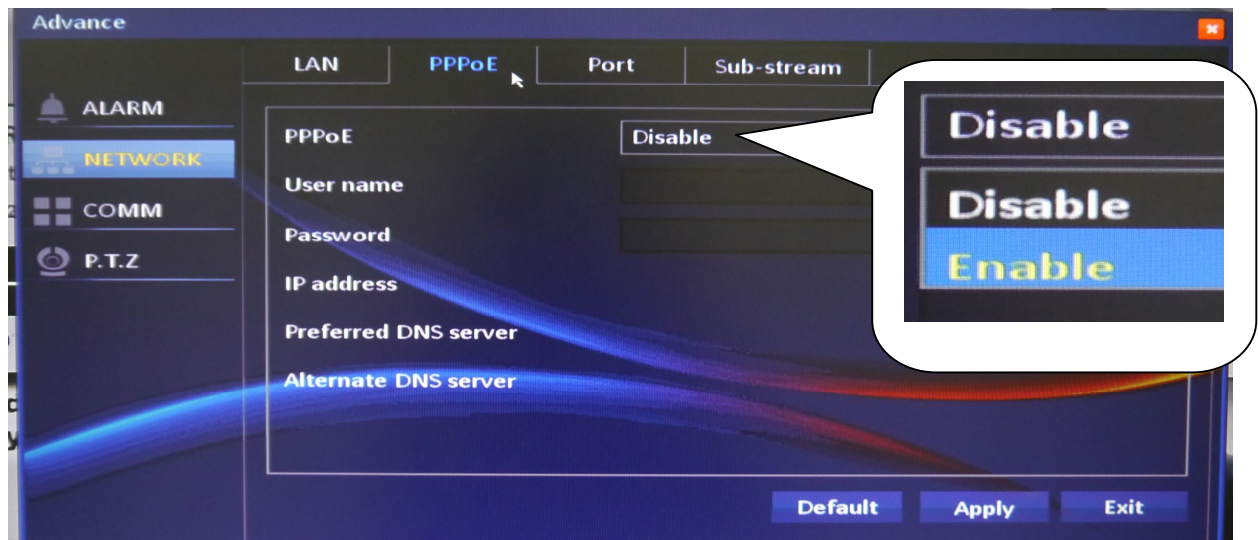 Advance
LAN PPPoE Port Sub-stream
ALARM
NETWORK
COMM
P.T.Z
PPPoE Disable
User name
Password
IP address
Preferred DNS server
Alternate DNS server
Disable
Disable
Enable
Default Apply Exit